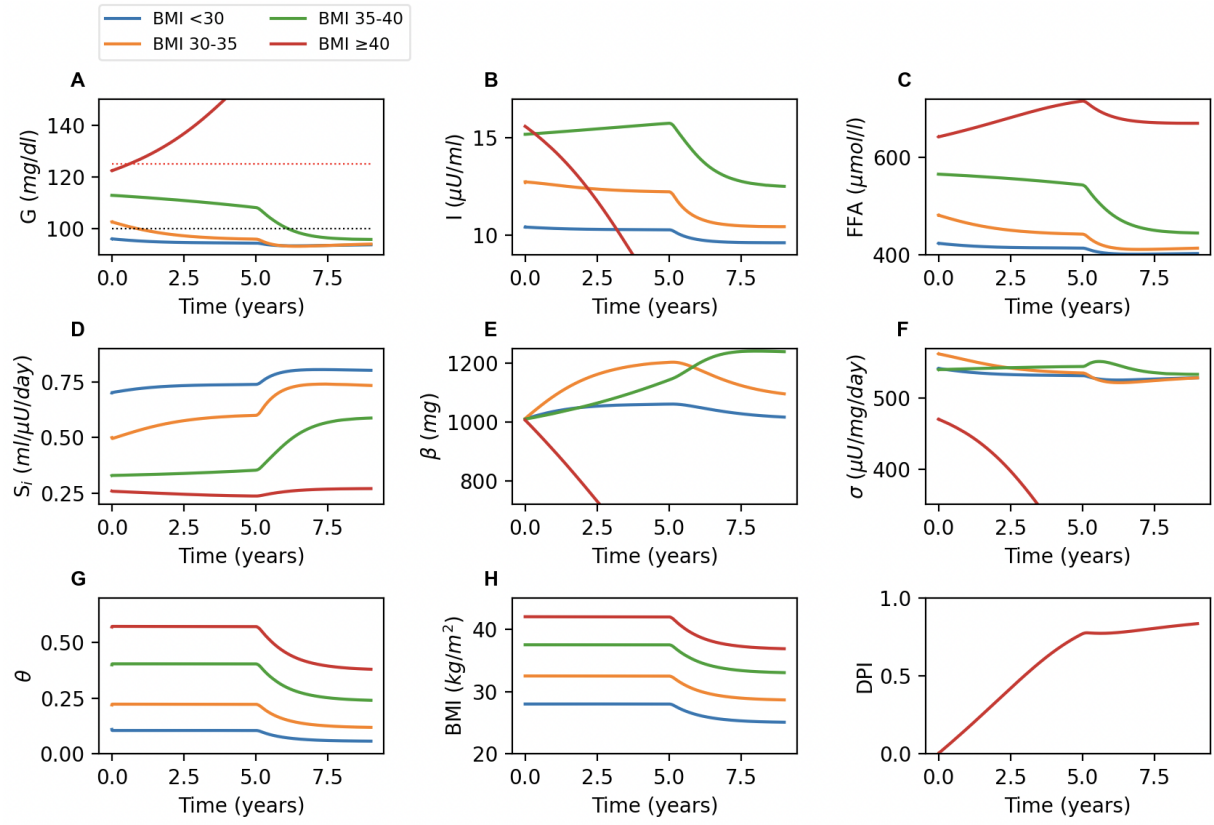 BMI <30
BMI 30-35
BMI 35-40
BMI ≥40
A
G (mg/dl)
140
120
100
0.0 2.5 5.0 7.5
Time (years)
B
I (μU/ml)
15
10
0.0 2.5 5.0 7.5
Time (years)
C
FFA (μmol/l)
600
400
0.0 2.5 5.0 7.5
Time (years)
D
Si (ml/μU/day)
0.75
0.50
0.25
0.0 2.5 5.0 7.5
Time (years)
E
β (mg)
1200
1000
800
0.0 2.5 5.0 7.5
Time (years)
F
σ (μU/mg/day)
500
400
0.0 2.5 5.0 7.5
Time (years)
G
θ
0.50
0.25
0.00
0.0 2.5 5.0 7.5
Time (years)
H
BMI (kg/m²)
40
30
20
0.0 2.5 5.0 7.5
Time (years)
DPI
1.0
0.5
0.0
0.0 2.5 5.0 7.5
Time (years)